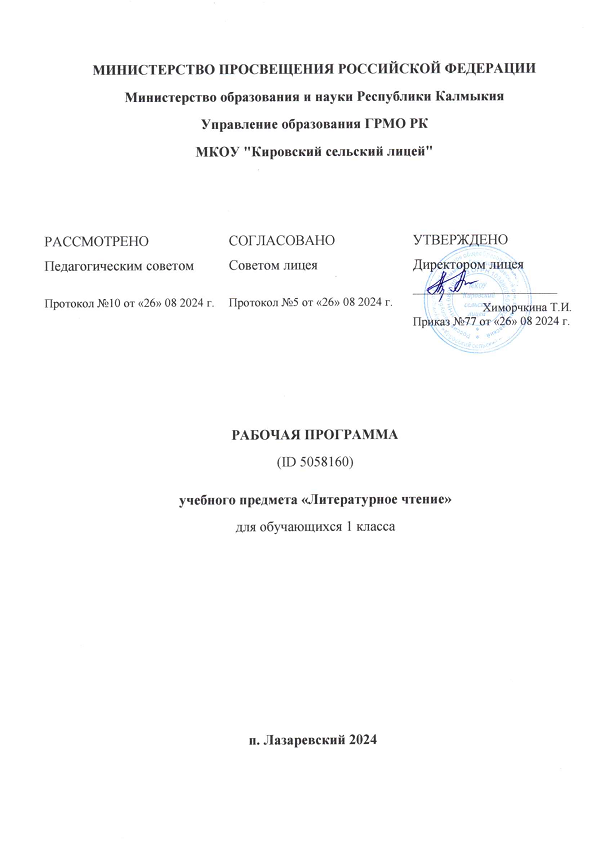 МИНИСТЕРСТВО ПРОСВЕЩЕНИЯ РОССИЙСКОЙ ФЕДЕРАЦИИ
Министерство образования и науки Республики Калмыкия
Управление образования ГРМО РК
МКОУ "Кировский сельский лицей"
РАССМОТРЕНО
Педагогическим советом
Протокол №10 от «26» 08 2024 г.
СОГЛАСОВАНО
Советом лицея
Протокол №5 от «26» 08 2024 г.
УТВЕРЖДЕНО
Директором лицея
Химорчкина Т.И.
Приказ №77 от «26» 08 2024 г.
РАБОЧАЯ ПРОГРАММА
(ID 5058160)
учебного предмета «Литературное чтение»
для обучающихся 1 класса
п. Лазаревский 2024